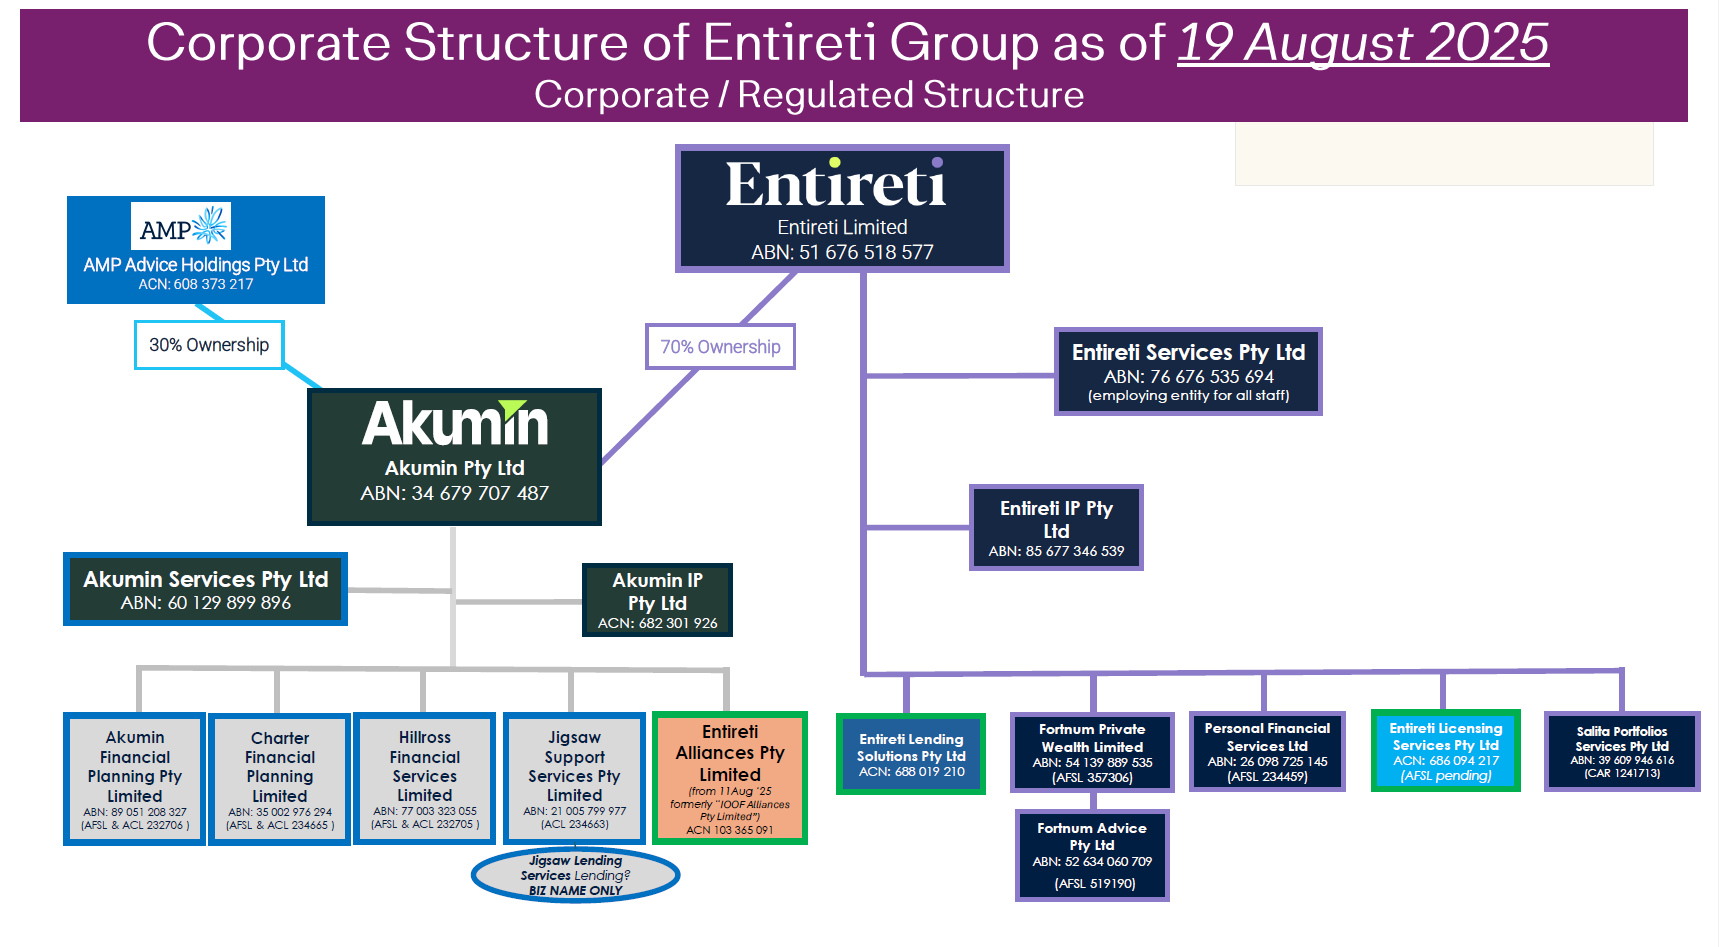 Corporate Structure of Entireti Group as of 19 August 2025
Corporate / Regulated Structure
Entireti
Entireti Limited
ABN: 51 676 518 577
AMP
AMP Advice Holdings Pty Ltd
ACN: 608 373 217
30% Ownership
70% Ownership
Entireti Services Pty Ltd
ABN: 76 676 535 694
(employing entity for all staff)
Akumin
Akumin Pty Ltd
ABN: 34 679 707 487
Entireti IP Pty
Ltd
ABN: 85 677 346 539
Akumin Services Pty Ltd
ABN: 60 129 899 896
Akumin IP
Pty Ltd
ACN: 682 301 926
Akumin
Financial
Planning Pty
Limited
ABN: 89 051 208 327
(AFSL & ACL 232706 )
Charter
Financial
Planning
Limited
ABN: 35 002 976 294
(AFSL & ACL 234665 )
Hillross
Financial
Services
Limited
ABN: 77 003 323 055
(AFSL & ACL 232705 )
Jigsaw
Support
Services Pty
Limited
ABN: 21 005 799 977
(ACL 234663)
Jigsaw Lending
Services Lending?
BIZ NAME ONLY
Entireti
Alliances Pty
Limited
(from 11Aug ‘25
formerly “IOOF Alliances
Pty Limited”)
ACN 103 365 091
Entireti Lending
Solutions Pty Ltd
ACN: 688 019 210
Fortnum Private
Wealth Limited
ABN: 54 139 889 535
(AFSL 357306)
Fortnum Advice
Pty Ltd
ABN: 52 634 060 709
(AFSL 519190)
Personal Financial
Services Ltd
ABN: 26 098 725 145
(AFSL 234459)
Entireti Licensing
Services Pty Ltd
ACN: 686 094 217
(AFSL pending)
Salita Portfolios
Services Pty Ltd
ABN: 39 609 946 616
(CAR 1241713)